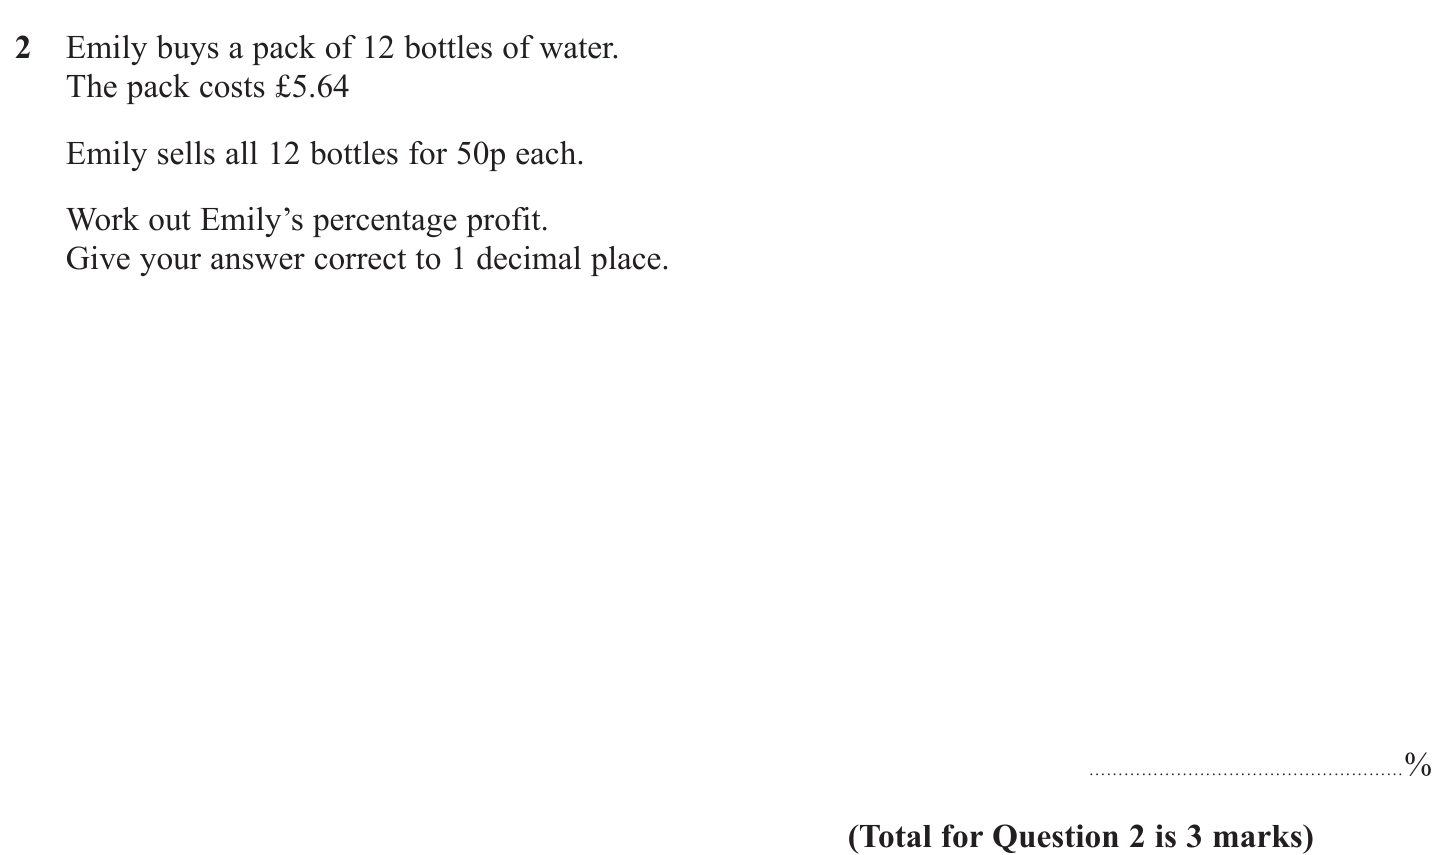 2 Emily buys a pack of 12 bottles of water.
The pack costs £5.64
Emily sells all 12 bottles for 50p each.
Work out Emily’s percentage profit.
Give your answer correct to 1 decimal place.
......................................................%
(Total for Question 2 is 3 marks)